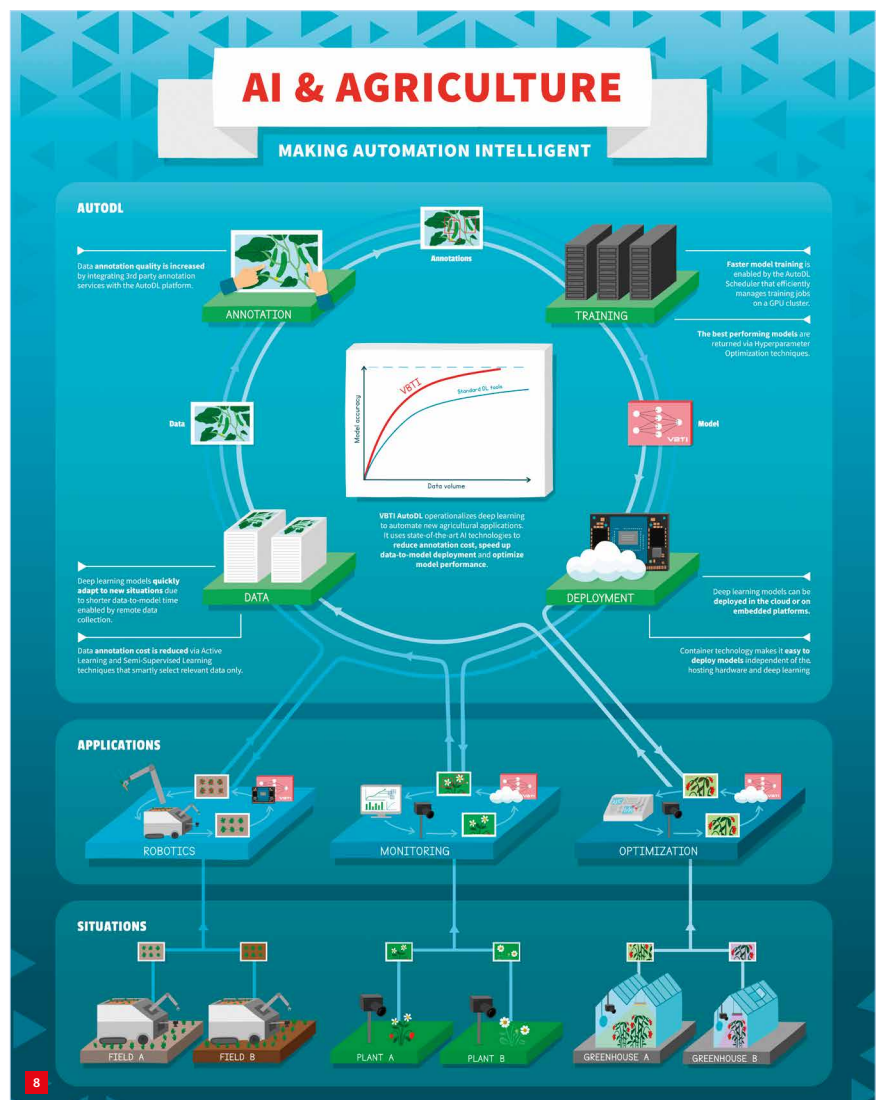 AI & AGRICULTURE
MAKING AUTOMATION INTELLIGENT
AUTODL
Annotations
Data annotation quality is increased
by integrating 3rd party annotation
services with the AutoDL platform.
ANNOTATION
TRAINING
Faster model training is
enabled by the AutoDL
Scheduler that efficiently
manages training jobs
on a GPU cluster.
The best performing models are
returned via Hyperparameter
Optimization techniques.
Model accuracy
VBTI
Standard DL tools
Data volume
Data
VBTI
Model
VBTI AutoDL operationalizes deep learning
to automate new agricultural applications.
It uses state-of-the-art AI technologies to
reduce annotation cost, speed up
data-to-model deployment and optimize
model performance.
Deep learning models quickly
adapt to new situations due
to shorter data-to-model time
enabled by remote data
collection.
DATA
DEPLOYMENT
Deep learning models can be
deployed in the cloud or on
embedded platforms.
Data annotation cost is reduced via Active
Learning and Semi-Supervised Learning
techniques that smartly select relevant data only.
Container technology makes it easy to
deploy models independent of the
hosting hardware and deep learning
APPLICATIONS
VBTI
VBTI
VBTI
ROBOTICS
MONITORING
OPTIMIZATION
SITUATIONS
FIELD A
FIELD B
PLANT A
PLANT B
GREENHOUSE A
GREENHOUSE B
8